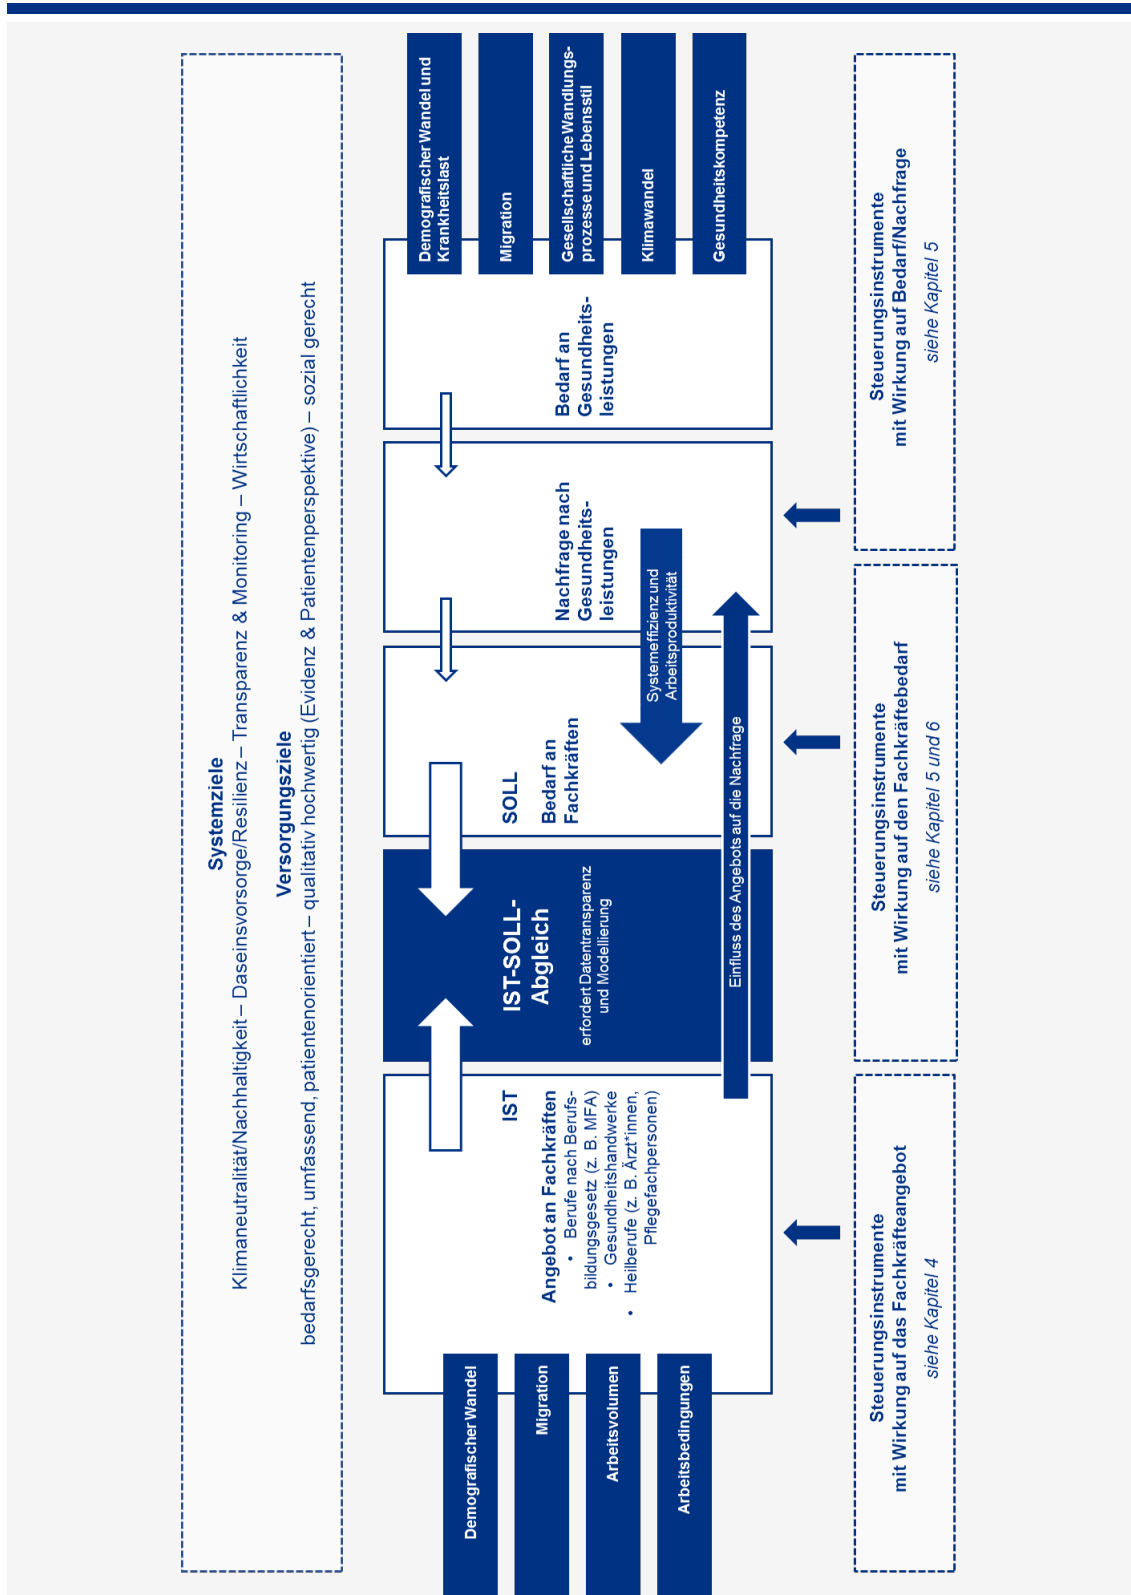 Systemziele
Klimaneutralität/Nachhaltigkeit – Daseinsvorsorge/Resilienz – Transparenz & Monitoring – Wirtschaftlichkeit
Versorgungsziele
bedarfsgerecht, umfassend, patientenorientiert – qualitativ hochwertig (Evidenz & Patientenperspektive) – sozial gerecht
Demografischer Wandel
Migration
Arbeitsvolumen
Arbeitsbedingungen
IST
Angebot an Fachkräften
• Berufe nach Berufs-
bildungsgesetz (z. B. MFA)
• Gesundheitshandwerke
• Heilberufe (z. B. Ärzt*innen,
Pflegefachpersonen)
IST-SOLL-
Abgleich
erfordert Datentransparenz
und Modellierung
SOLL
Bedarf an
Fachkräften
Nachfrage nach
Gesundheits-
leistungen
Systemeffizienz und
Arbeitsproduktivität
Einfluss des Angebots auf die Nachfrage
Bedarf an
Gesundheits-
leistungen
Demografischer Wandel und
Krankheitslast
Migration
Gesellschaftliche Wandlungs-
prozesse und Lebensstil
Klimawandel
Gesundheitskompetenz
Steuerungsinstrumente
mit Wirkung auf das Fachkräfteangebot
siehe Kapitel 4
Steuerungsinstrumente
mit Wirkung auf den Fachkräftebedarf
siehe Kapitel 5 und 6
Steuerungsinstrumente
mit Wirkung auf Bedarf/Nachfrage
siehe Kapitel 5